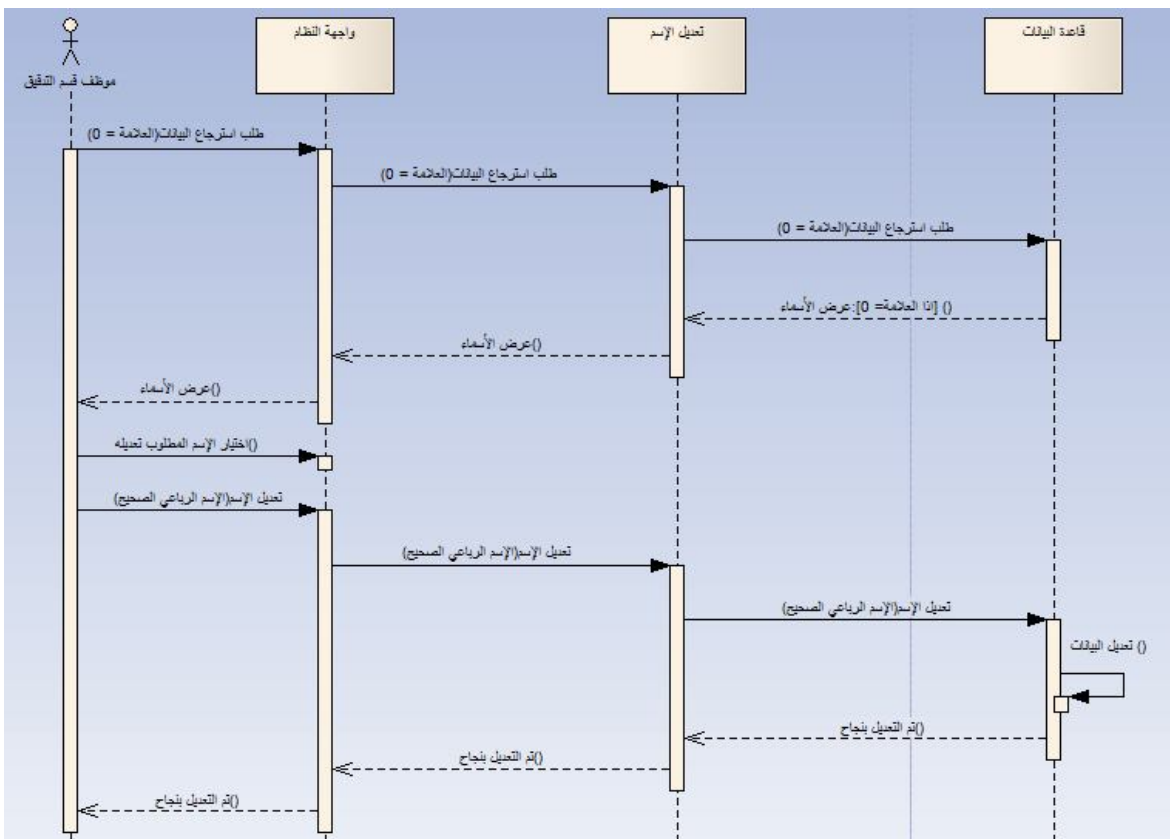 واجهة النظام
تعديل الإسم
قاعدة البيانات
موظف قسم التدقيق
طلب استرجاع البيانات(العلامة = 0)
طلب استرجاع البيانات(العلامة = 0)
طلب استرجاع البيانات(العلامة = 0)
() [اذا العلامة= 0]:عرض الأسماء
()عرض الأسماء
()عرض الأسماء
()اختيار الإسم المطلوب تعديله
تعديل الإسم(الإسم الرباعي الصحيح)
تعديل الإسم(الإسم الرباعي الصحيح)
تعديل الإسم(الإسم الرباعي الصحيح)
() تعديل البيانات
()تم التعديل بنجاح
()تم التعديل بنجاح
()تم التعديل بنجاح